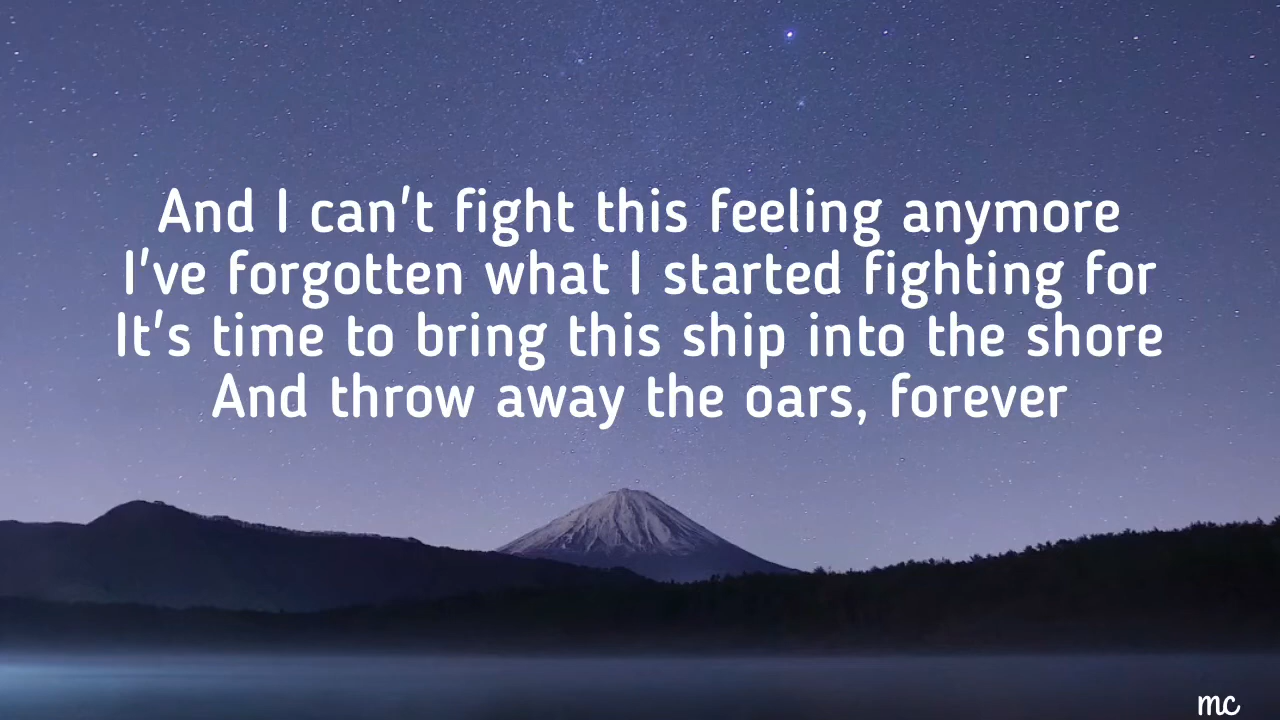 And I can't fight this feeling anymore
I've forgotten what I started fighting for
It's time to bring this ship into the shore
And throw away the oars, forever
mc